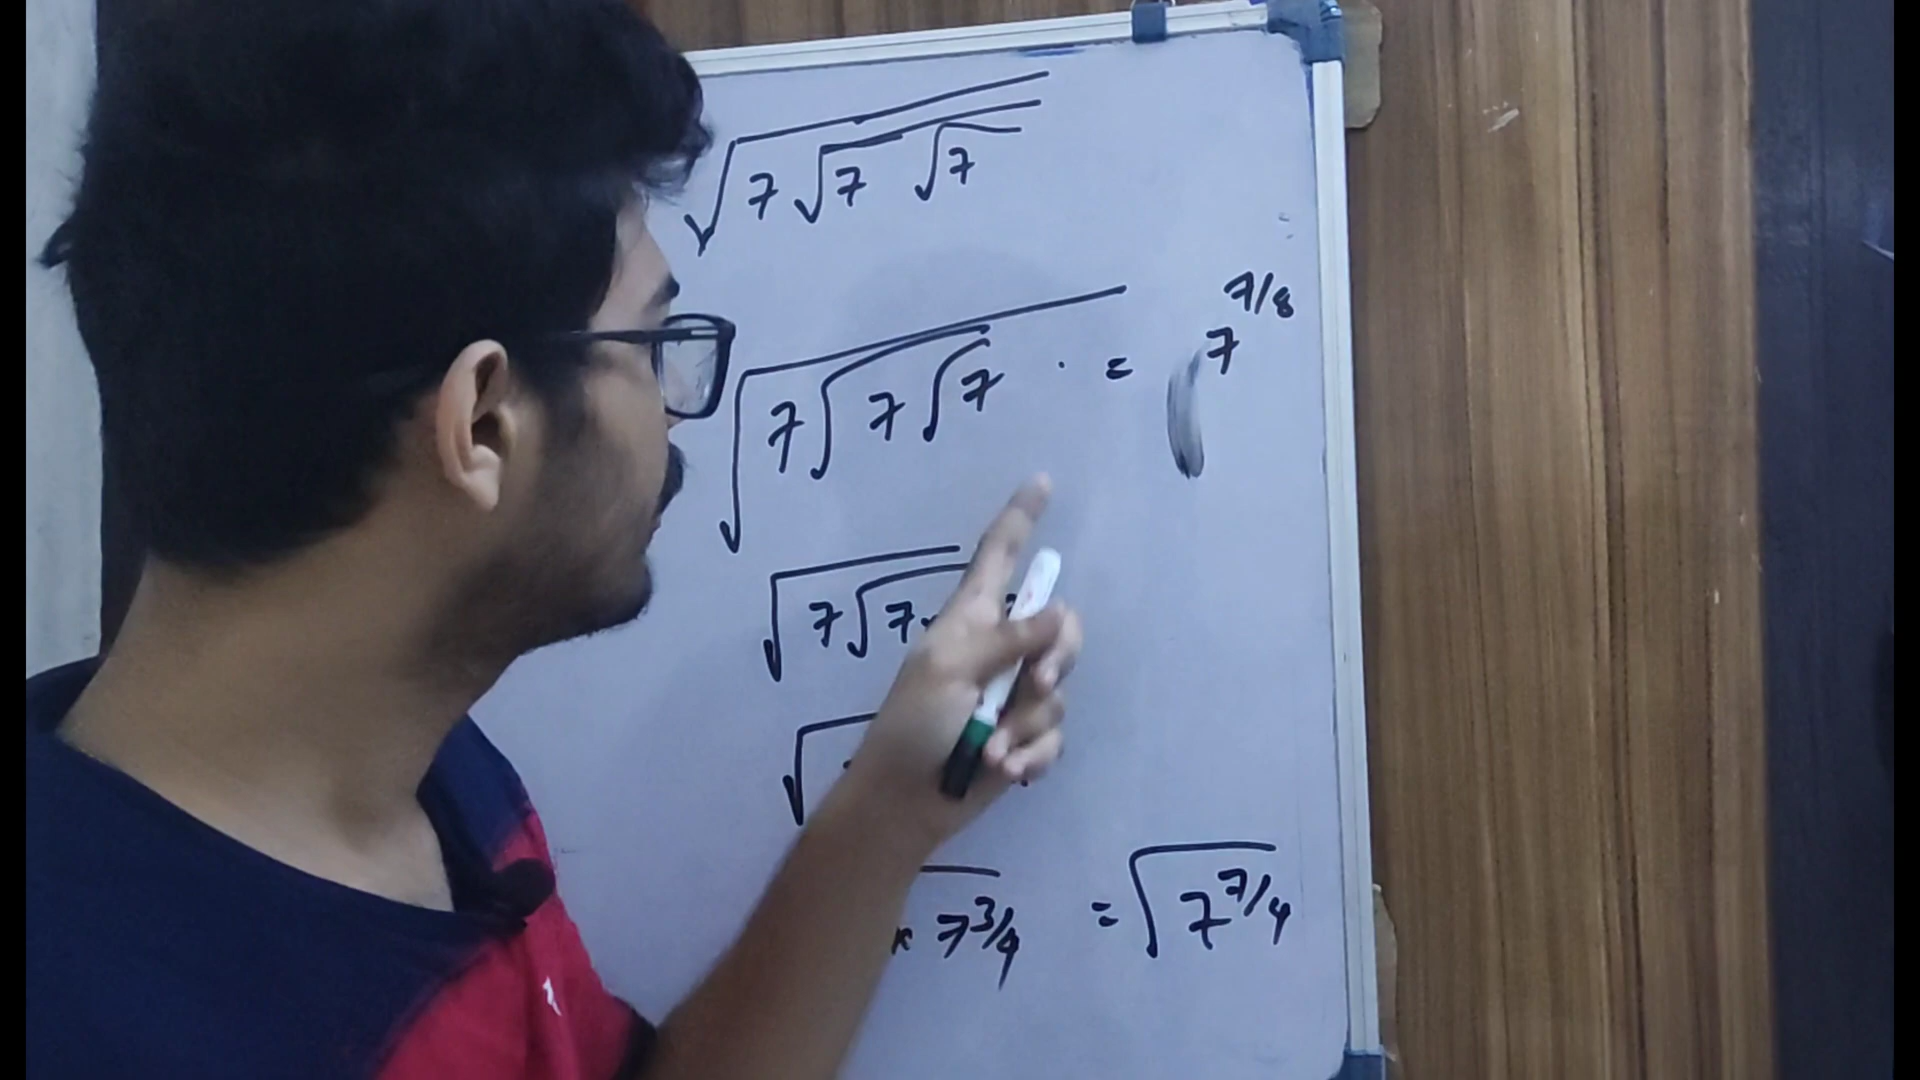 √7√7 √7
√7√7√7 . = 7^7/8
√7√7
√
× 7^3/4 = √7^7/4